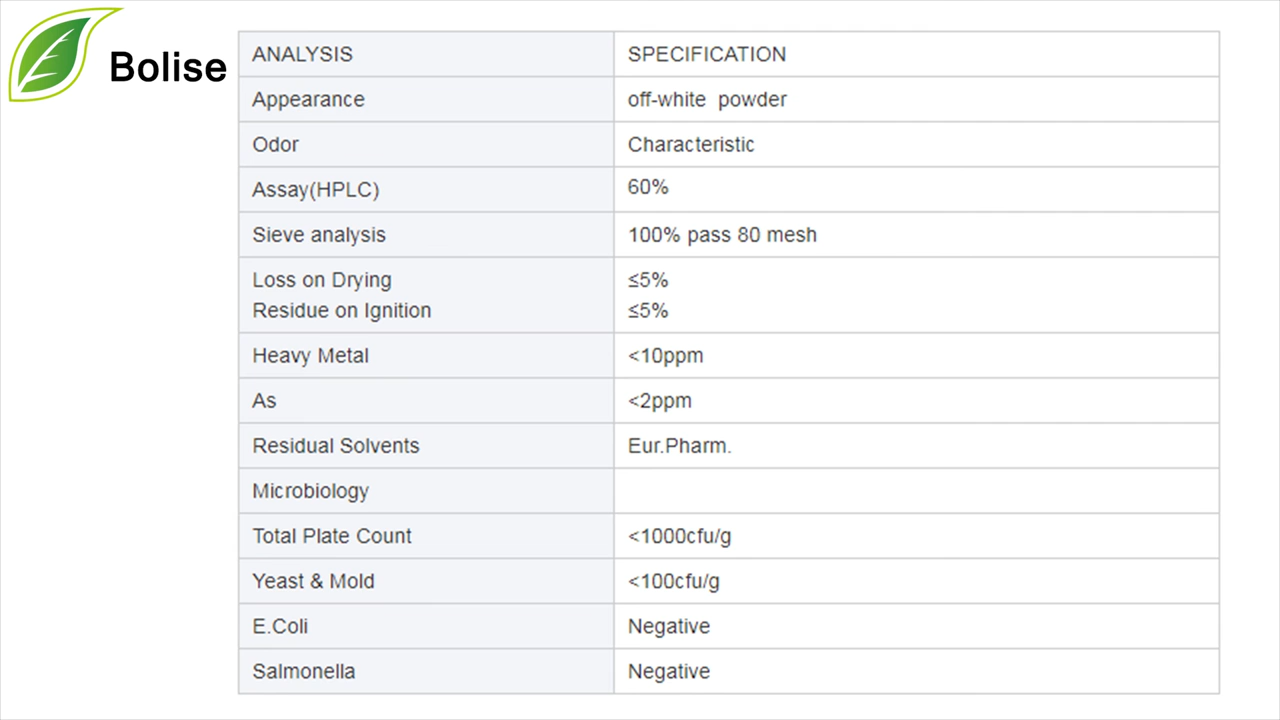 Bolise
ANALYSIS SPECIFICATION
Appearance off-white powder
Odor Characteristic
Assay(HPLC) 60%
Sieve analysis 100% pass 80 mesh
Loss on Drying ≤5%
Residue on Ignition ≤5%
Heavy Metal <10ppm
As <2ppm
Residual Solvents Eur.Pharm.
Microbiology
Total Plate Count <1000cfu/g
Yeast & Mold <100cfu/g
E.Coli Negative
Salmonella Negative